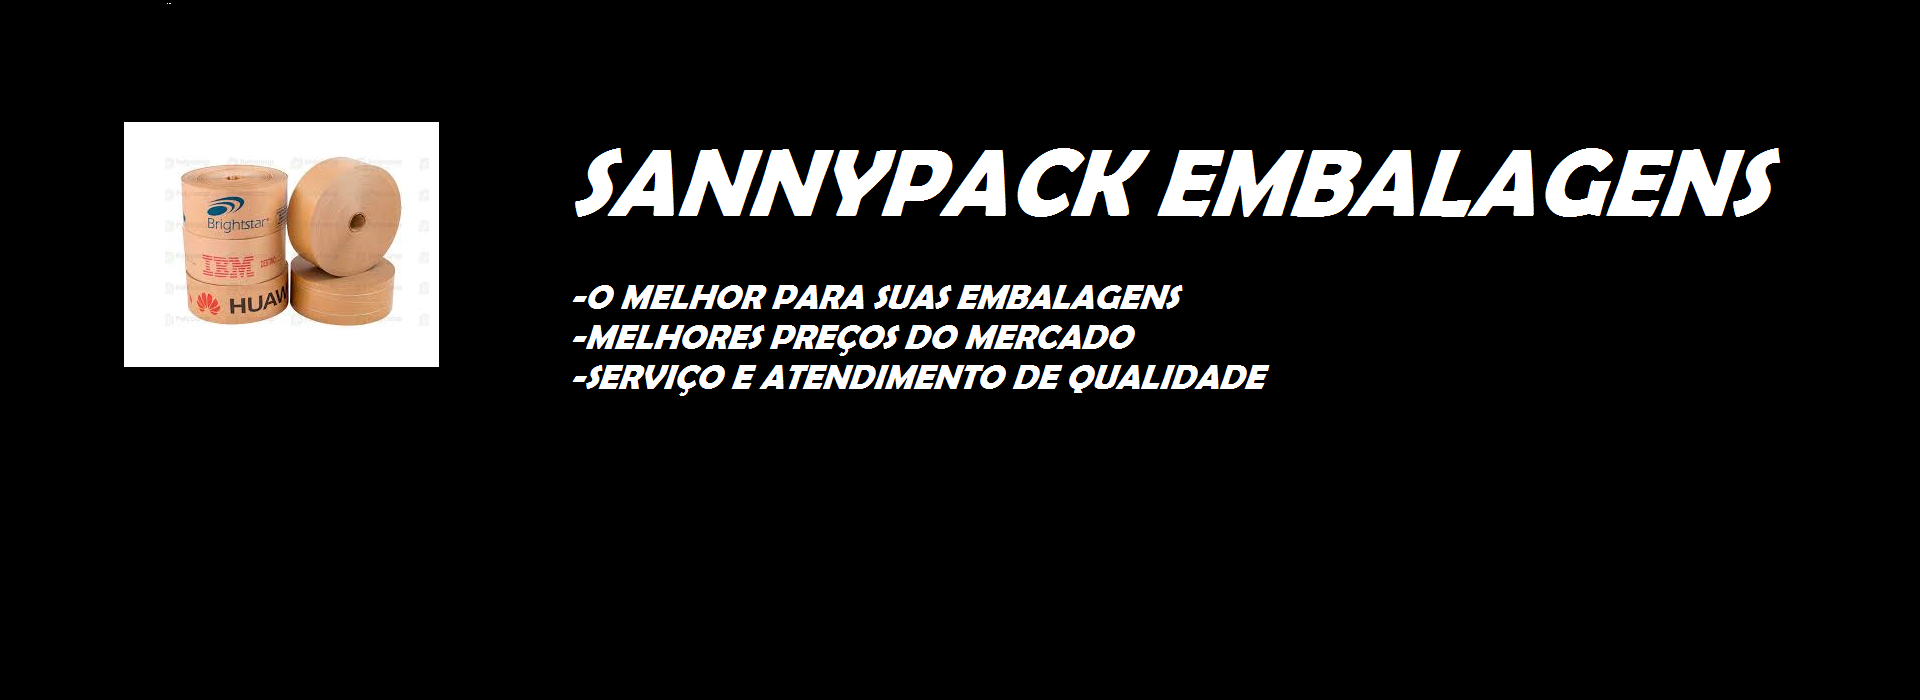 SANNYPACK EMBALAGENS
-O MELHOR PARA SUAS EMBALAGENS
-MELHORES PREÇOS DO MERCADO
-SERVIÇO E ATENDIMENTO DE QUALIDADE
Brightstar
IBM
HUAW